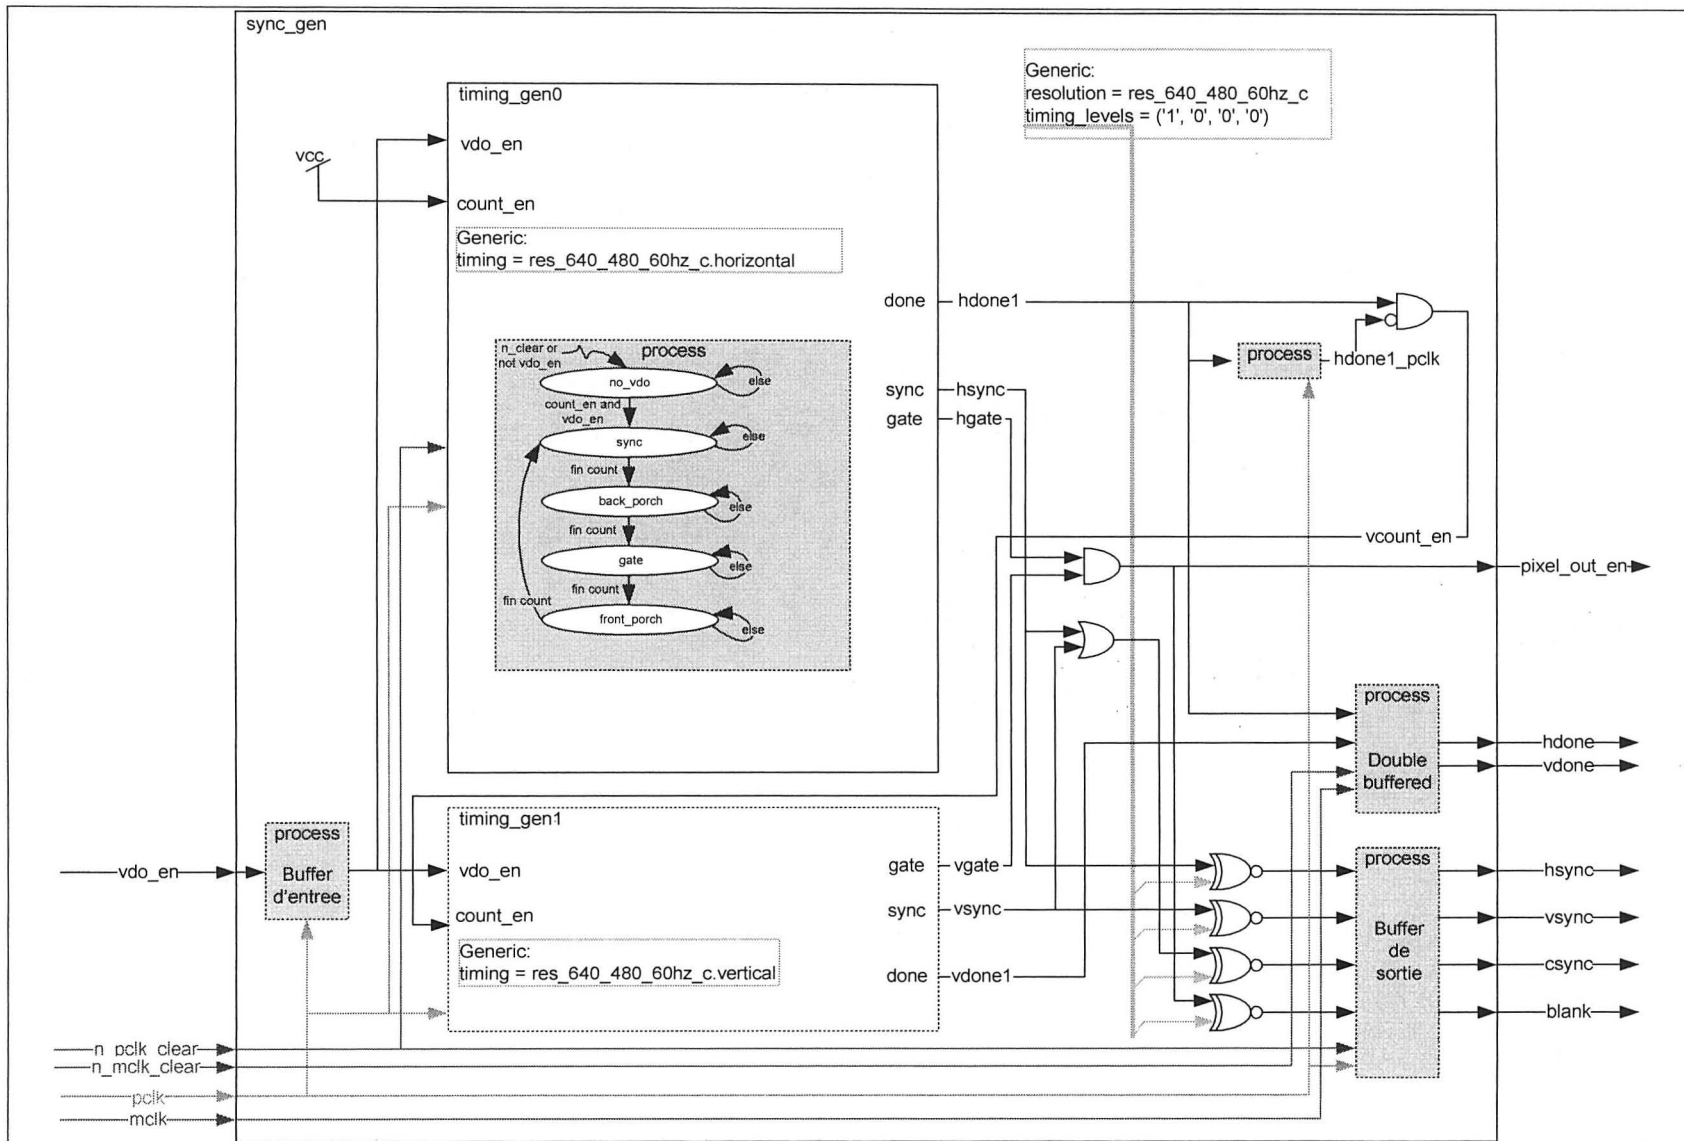 sync_gen
Generic:
resolution = res_640_480_60hz_c
timing_levels = ('1', '0', '0', '0')
timing_gen0
vcc
vdo_en
count_en
Generic:
timing = res_640_480_60hz_c.horizontal
done
hdone1
process
n_clear or
not vdo_en
no_vdo
else
count_en and
vdo_en
sync
else
fin count
back_porch
else
fin count
gate
else
fin count
fin count
front_porch
else
sync
hsync
gate
hgate
process
hdone1_pclk
vcount_en
pixel_out_en
process
Double
buffered
hdone
vdone
timing_gen1
process
Buffer
d'entree
vdo_en
vdo_en
count_en
Generic:
timing = res_640_480_60hz_c.vertical
gate
vgate
sync
vsync
done
vdone1
process
Buffer
de
sortie
hsync
vsync
csync
blank
n_pclk_clear
n_mclk_clear
pclk
mclk